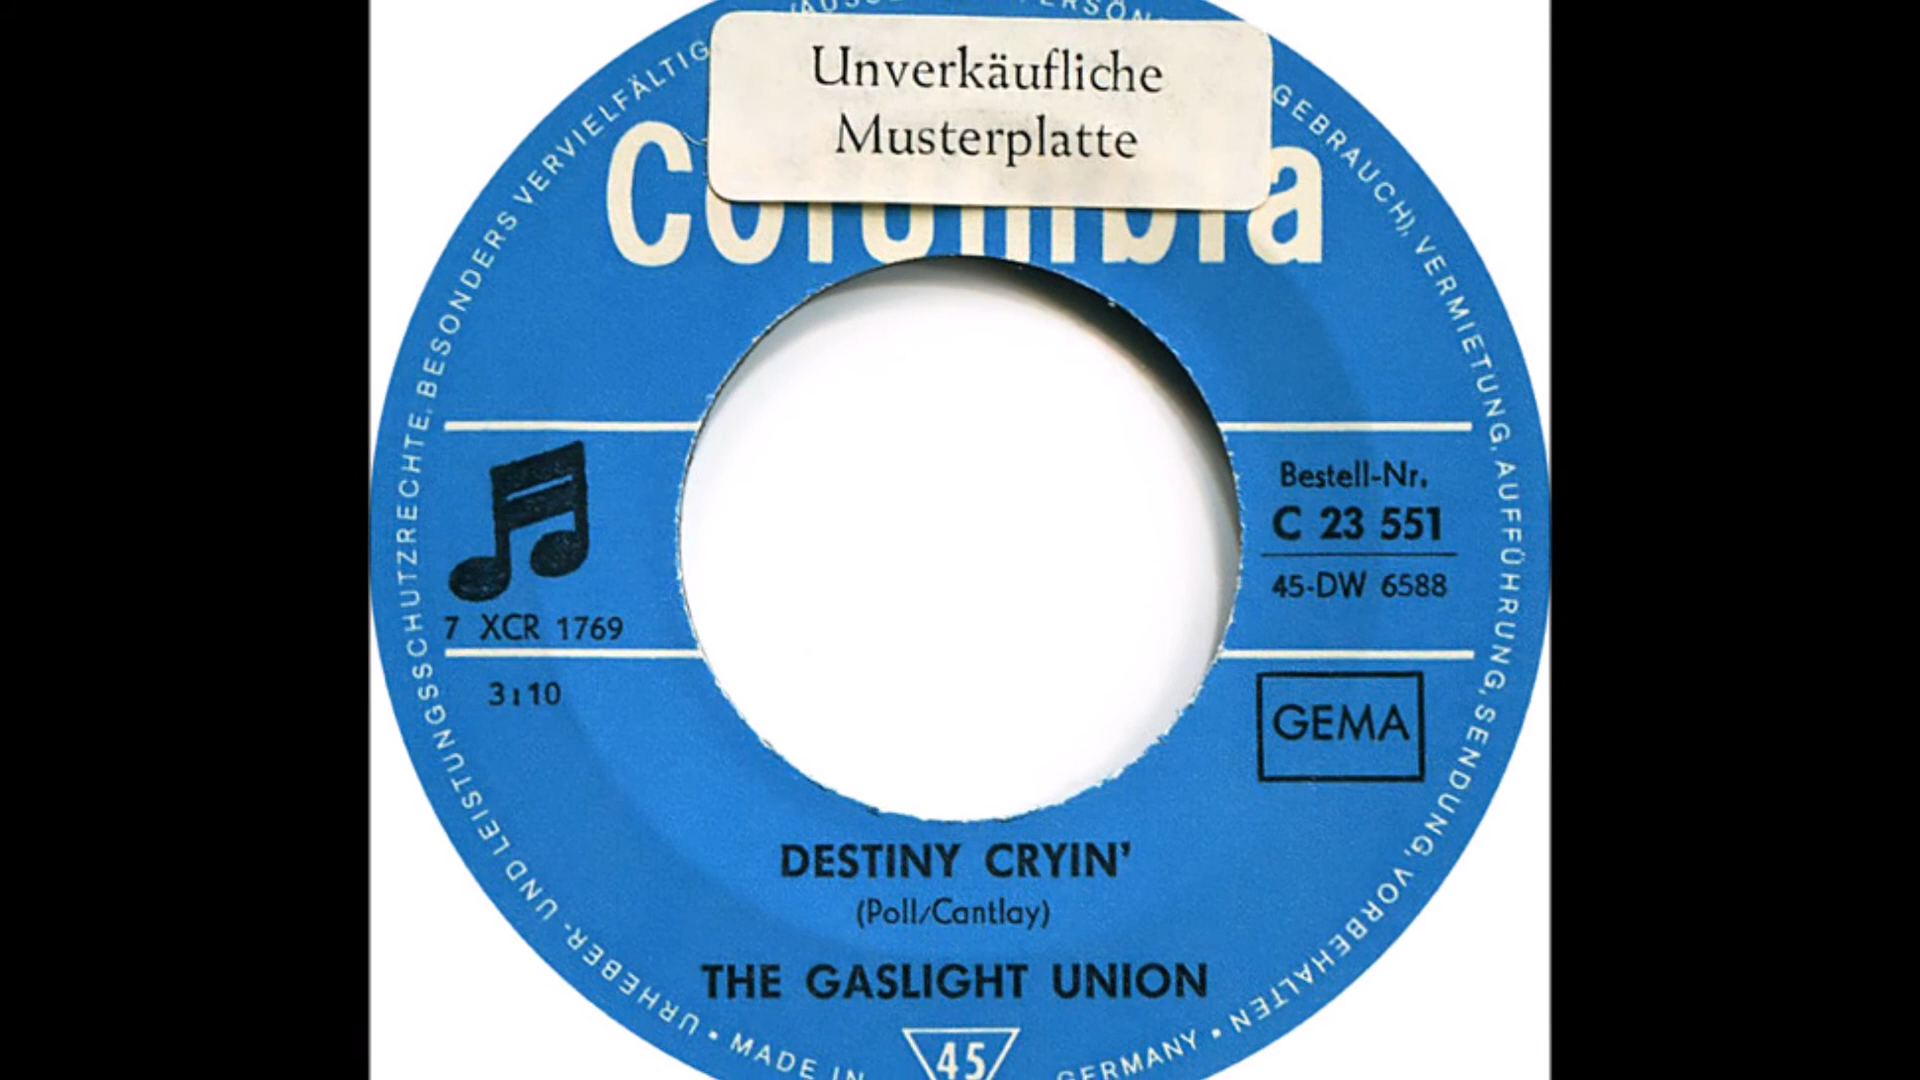 Unverkäufliche
Musterplatte
Columbia
Bestell-Nr.
C 23 551
45-DW 6588
7 XCR 1769
3:10
GEMA
DESTINY CRYIN’
(Poll/Cantlay)
THE GASLIGHT UNION
45
MADE IN GERMANY • URHEBER- UND LEISTUNGSSCHUTZRECHTE, BESONDERS VERVIELFÄLTIG
GEBRAUCH), VERMIETUNG, AUFFÜHRUNG, SENDUNG, VORBEHALTEN •